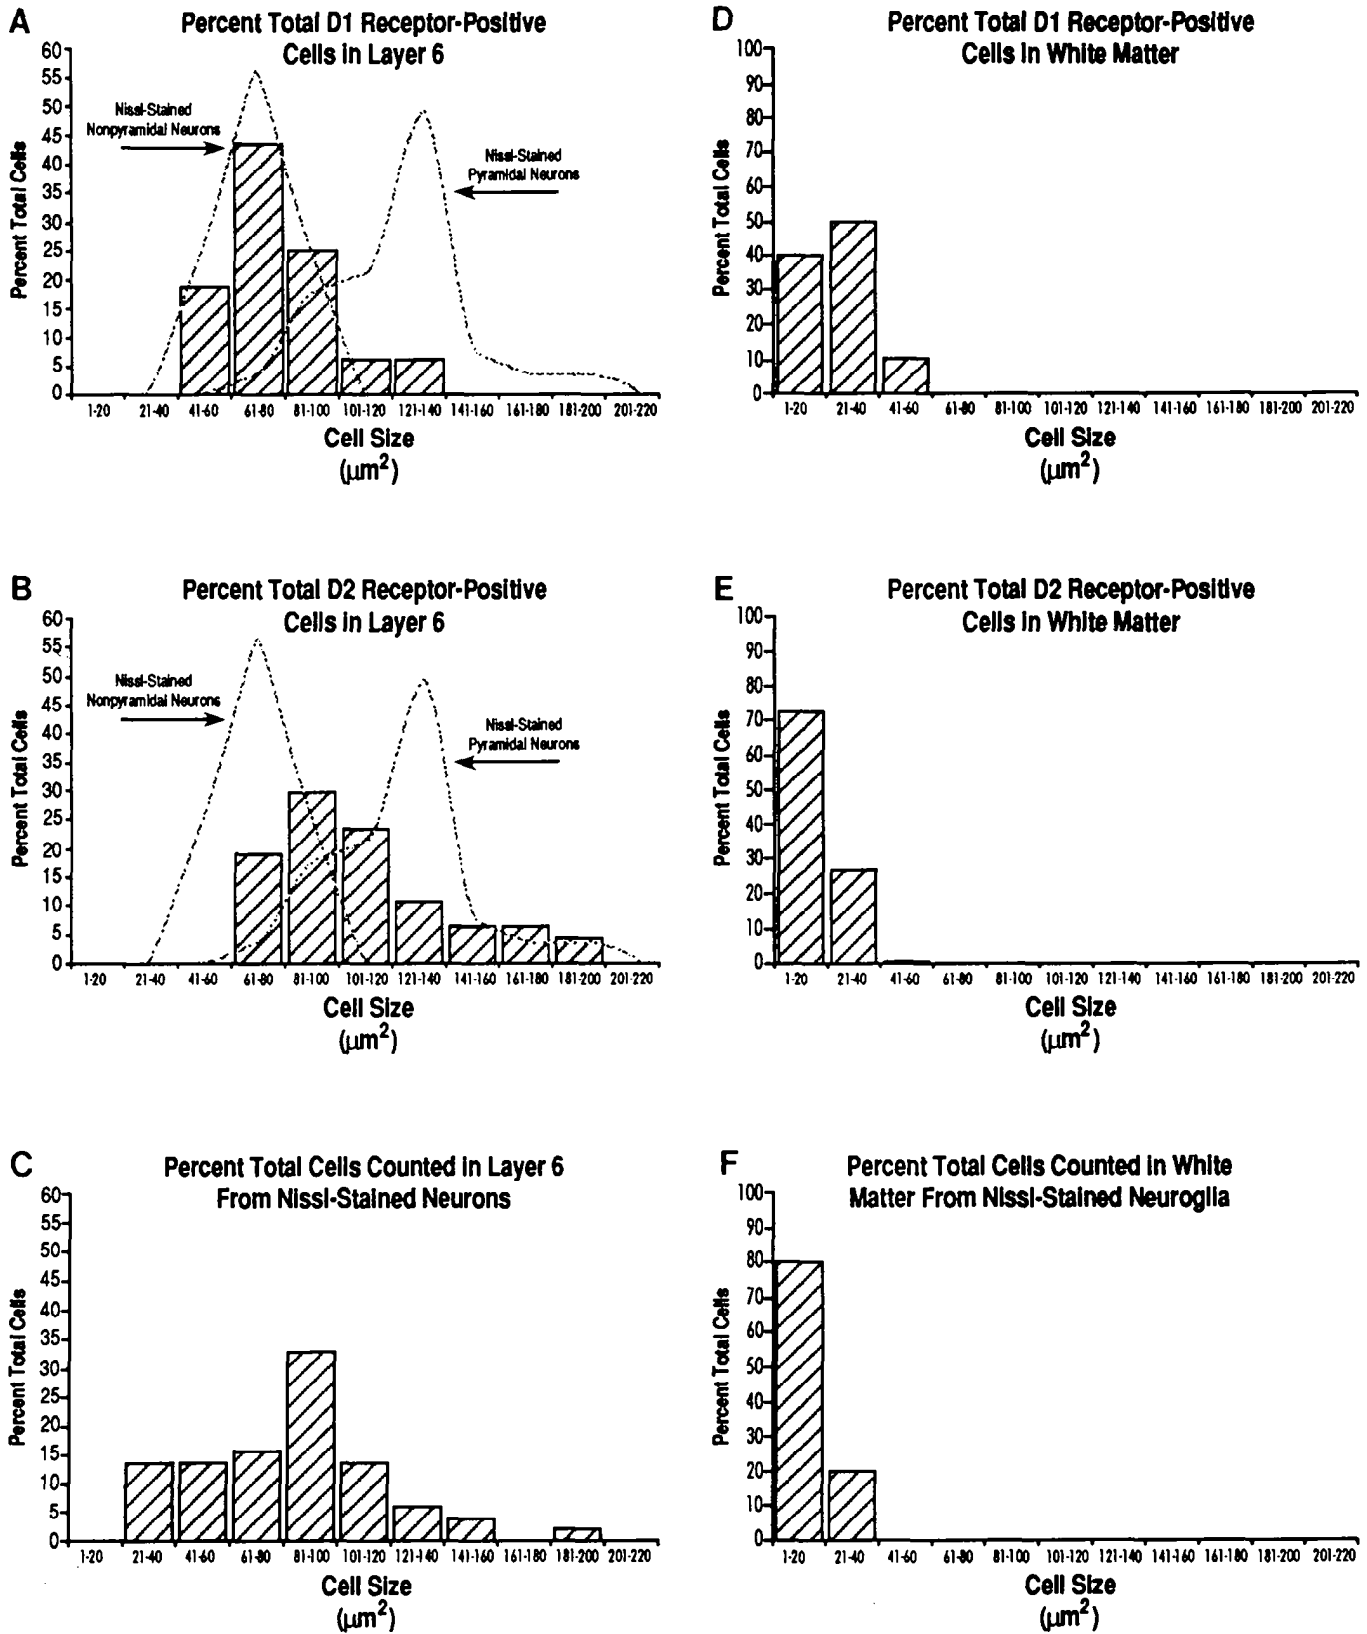 A
Percent Total D1 Receptor-Positive
Cells in Layer 6
60
55
50
45
40
35
30
25
20
15
10
5
0
Percent Total Cells
Nissl-Stained
Nonpyramidal Neurons
Nissl-Stained
Pyramidal Neurons
1-20 21-40 41-60 61-80 81-100 101-120 121-140 141-160 161-180 181-200 201-220
Cell Size
(μm²)
D
Percent Total D1 Receptor-Positive
Cells in White Matter
100
90
80
70
60
50
40
30
20
10
0
Percent Total Cells
1-20 21-40 41-60 61-80 81-100 101-120 121-140 141-160 161-180 181-200 201-220
Cell Size
(μm²)
B
Percent Total D2 Receptor-Positive
Cells in Layer 6
60
55
50
45
40
35
30
25
20
15
10
5
0
Percent Total Cells
Nissl-Stained
Nonpyramidal Neurons
Nissl-Stained
Pyramidal Neurons
1-20 21-40 41-60 61-80 81-100 101-120 121-140 141-160 161-180 181-200 201-220
Cell Size
(μm²)
E
Percent Total D2 Receptor-Positive
Cells in White Matter
100
90
80
70
60
50
40
30
20
10
0
Percent Total Cells
1-20 21-40 41-60 61-80 81-100 101-120 121-140 141-160 161-180 181-200 201-220
Cell Size
(μm²)
C
Percent Total Cells Counted in Layer 6
From Nissl-Stained Neurons
60
55
50
45
40
35
30
25
20
15
10
5
0
Percent Total Cells
1-20 21-40 41-60 61-80 81-100 101-120 121-140 141-160 161-180 181-200 201-220
Cell Size
(μm²)
F
Percent Total Cells Counted in White
Matter From Nissl-Stained Neuroglia
100
90
80
70
60
50
40
30
20
10
0
Percent Total Cells
1-20 21-40 41-60 61-80 81-100 101-120 121-140 141-160 161-180 181-200 201-220
Cell Size
(μm²)